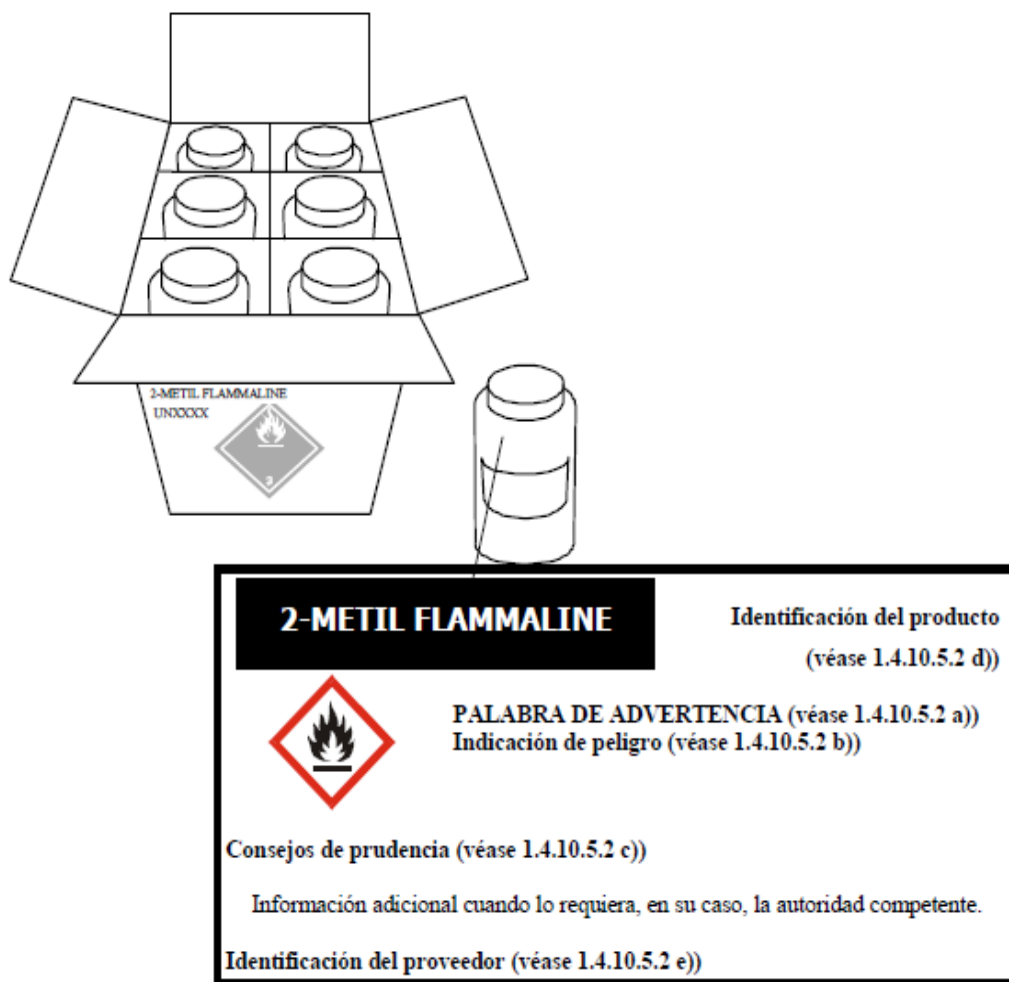 2-METIL FLAMMALINE
UNXXXX
3
2-METIL FLAMMALINE
Identificación del producto
(véase 1.4.10.5.2 d))
PALABRA DE ADVERTENCIA (véase 1.4.10.5.2 a))
Indicación de peligro (véase 1.4.10.5.2 b))
Consejos de prudencia (véase 1.4.10.5.2 c))
Información adicional cuando lo requiera, en su caso, la autoridad competente.
Identificación del proveedor (véase 1.4.10.5.2 e))